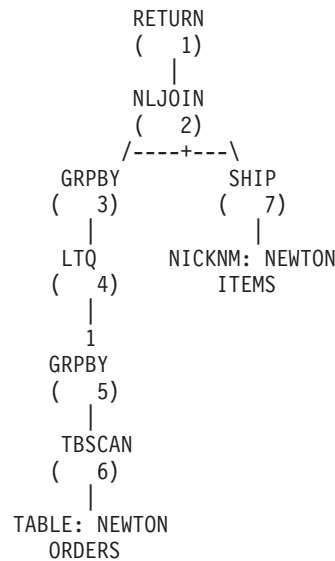 RETURN
( 1)
|
NLJOIN
( 2)
/----+---\
GRPBY SHIP
( 3) ( 7)
| |
LTQ NICKNM: NEWTON
( 4) ITEMS
|
1
GRPBY
( 5)
|
TBSCAN
( 6)
|
TABLE: NEWTON
ORDERS